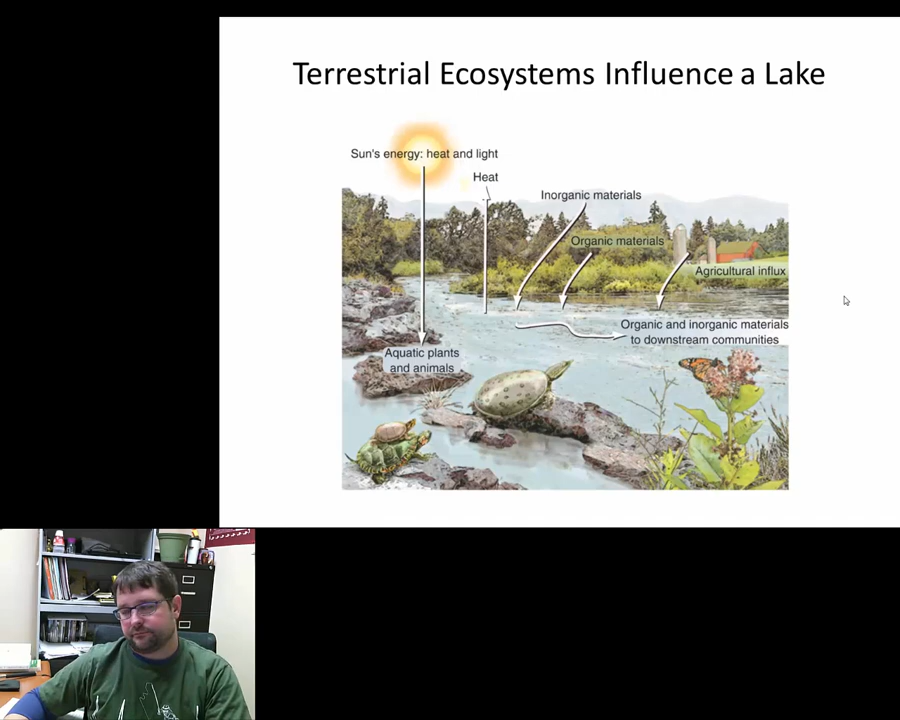 Terrestrial Ecosystems Influence a Lake
Sun's energy: heat and light
Heat
Inorganic materials
Organic materials
Agricultural influx
Organic and inorganic materials
to downstream communities
Aquatic plants
and animals